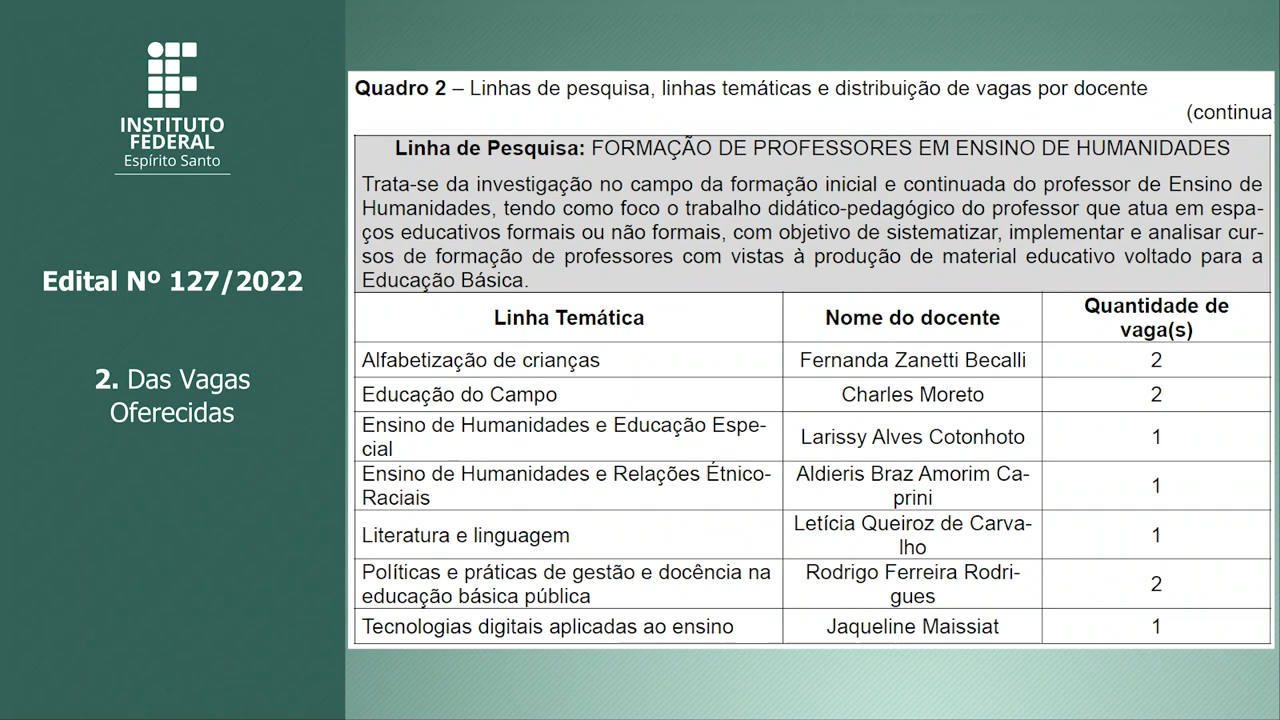 INSTITUTO
FEDERAL
Espírito Santo
Edital Nº 127/2022
2. Das Vagas
Oferecidas
Quadro 2 – Linhas de pesquisa, linhas temáticas e distribuição de vagas por docente
(continua
Linha de Pesquisa: FORMAÇÃO DE PROFESSORES EM ENSINO DE HUMANIDADES
Trata-se da investigação no campo da formação inicial e continuada do professor de Ensino de
Humanidades, tendo como foco o trabalho didático-pedagógico do professor que atua em espa-
ços educativos formais ou não formais, com objetivo de sistematizar, implementar e analisar cur-
sos de formação de professores com vistas à produção de material educativo voltado para a
Educação Básica.
Linha Temática
Nome do docente
Quantidade de
vaga(s)
Alfabetização de crianças
Fernanda Zanetti Becalli
2
Educação do Campo
Charles Moreto
2
Ensino de Humanidades e Educação Espe-
cial
Larissy Alves Cotonhoto
1
Ensino de Humanidades e Relações Étnico-
Raciais
Aldieris Braz Amorim Ca-
prini
1
Literatura e linguagem
Letícia Queiroz de Carva-
lho
1
Políticas e práticas de gestão e docência na
educação básica pública
Rodrigo Ferreira Rodri-
gues
2
Tecnologias digitais aplicadas ao ensino
Jaqueline Maissiat
1